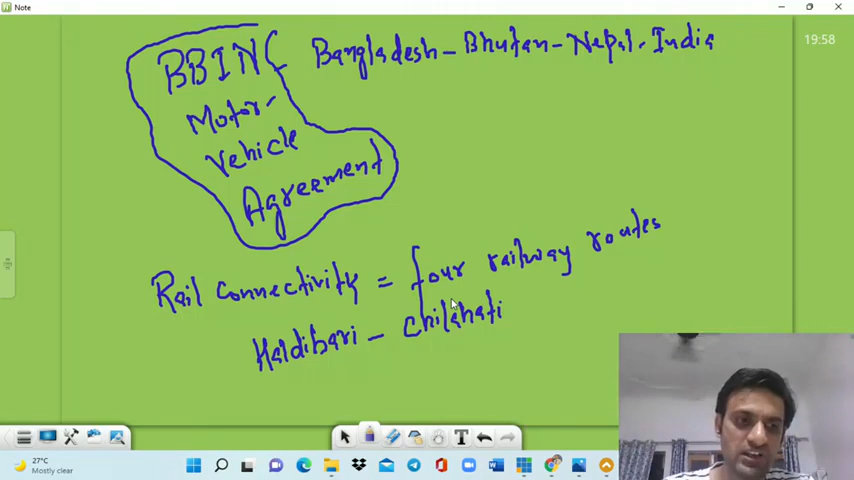 Note
19:58
BBIN ( Bangladesh - Bhutan - Nepal - India
Motor
Vehicle
Agreement
Rail connectivity = four railway routes
Haldibari - Chilahati
27°C
Mostly clear